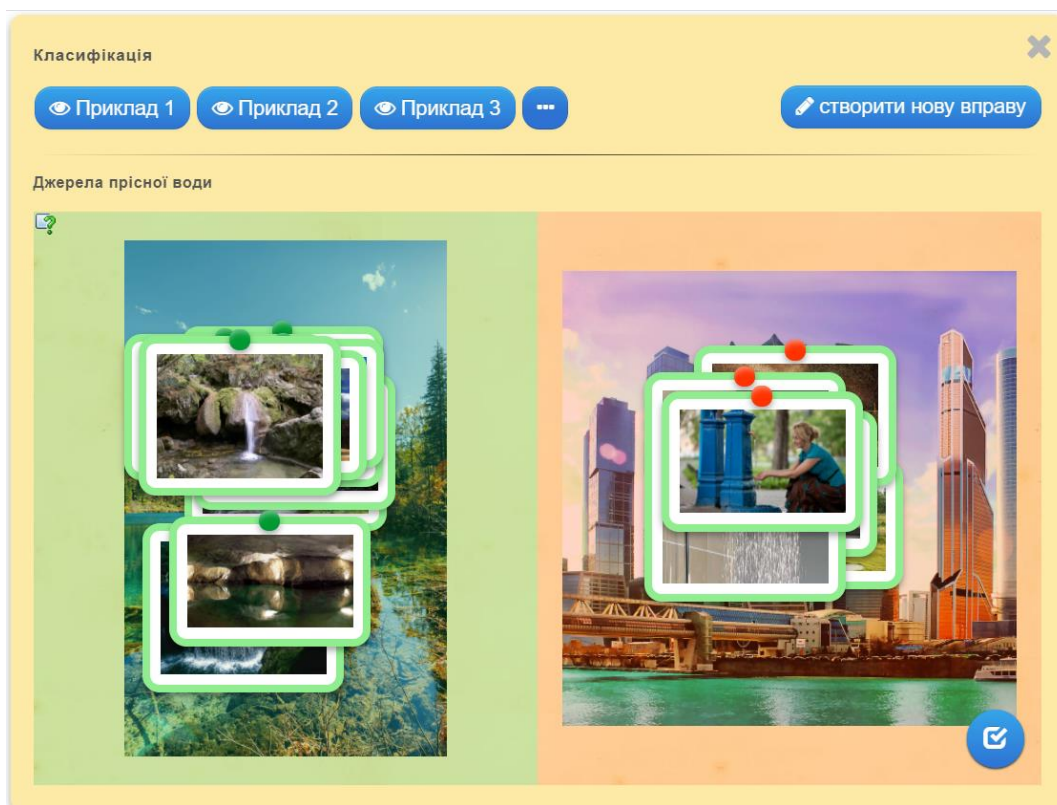 Класифікація
Приклад 1 Приклад 2 Приклад 3 створити нову вправу
Джерела прісної води